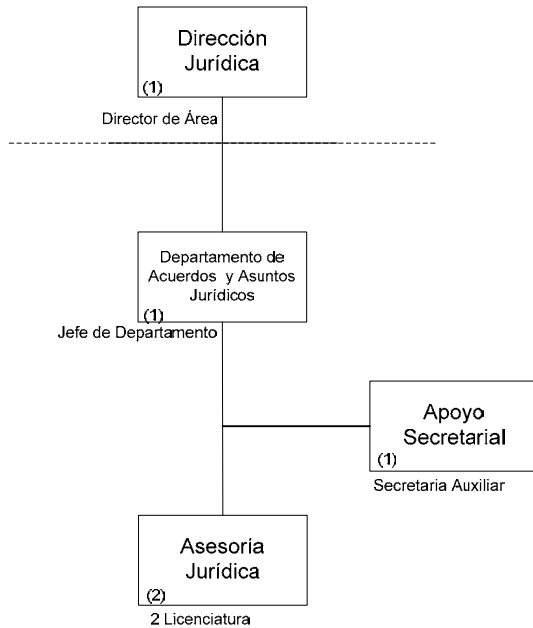 Dirección
Jurídica
(1)
Director de Área
Departamento de
Acuerdos y Asuntos
Jurídicos
(1)
Jefe de Departamento
Apoyo
Secretarial
(1)
Secretaria Auxiliar
Asesoría
Jurídica
(2)
2 Licenciatura